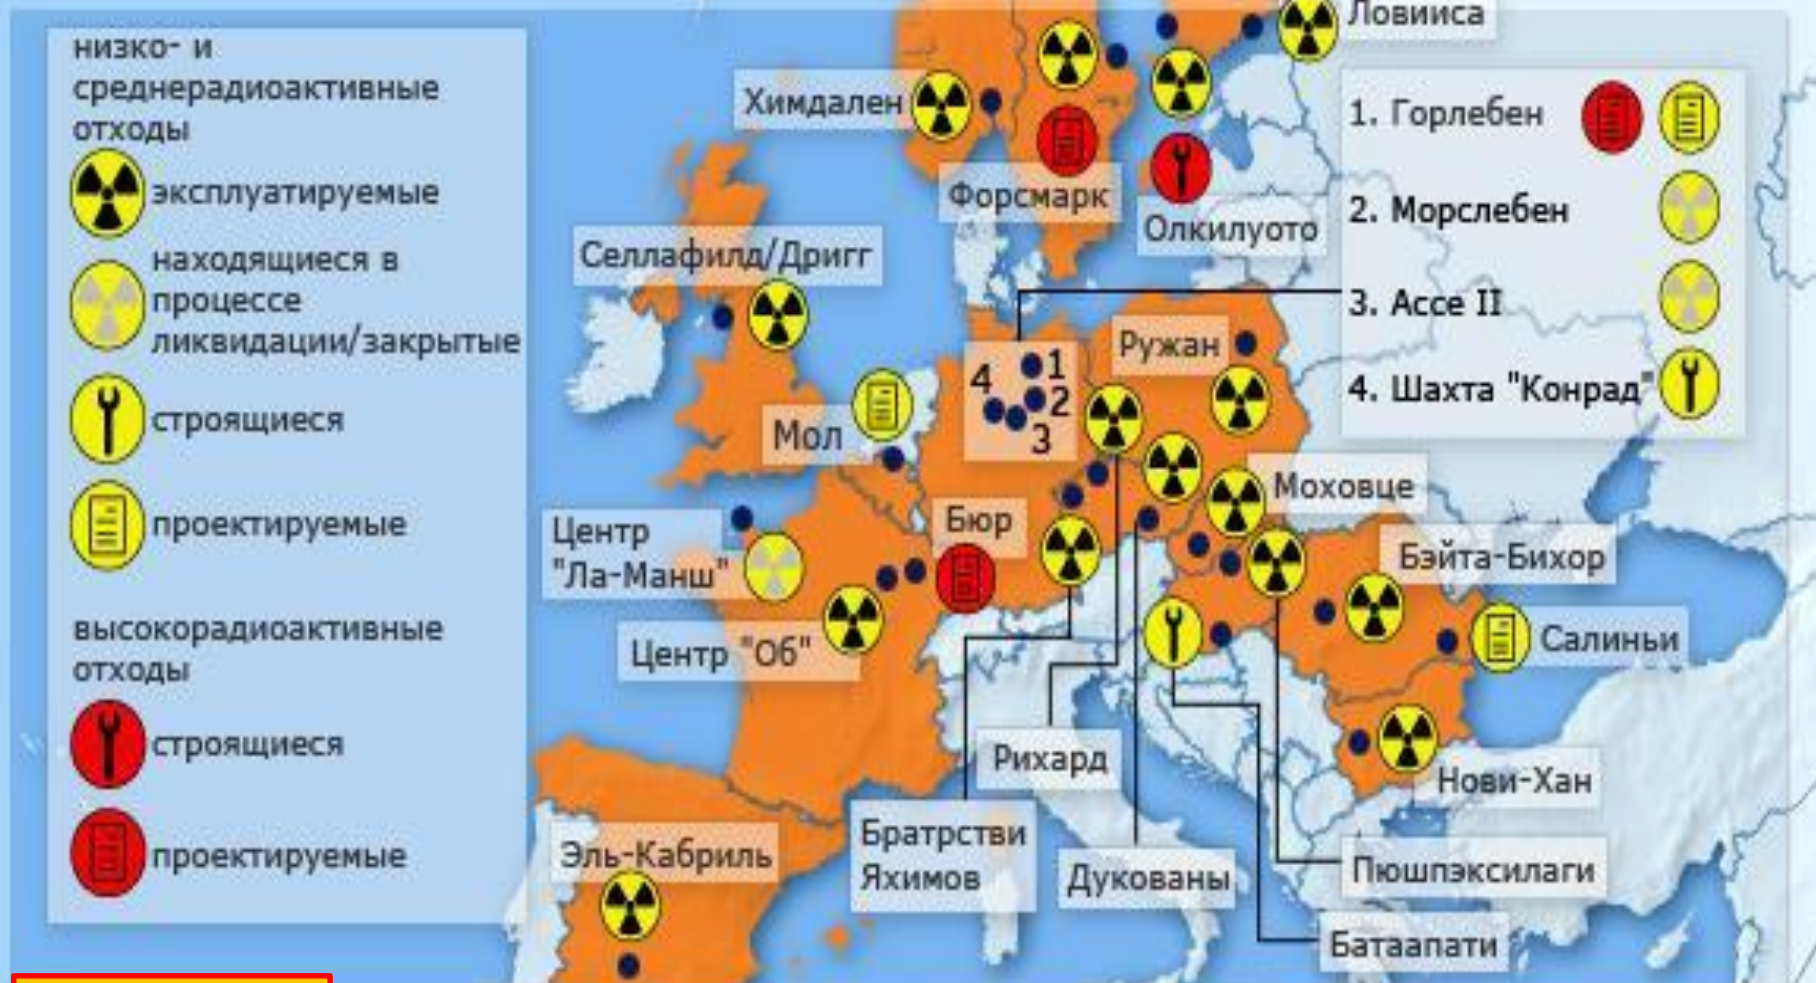 низко- и
среднерадиоактивные
отходы
эксплуатируемые
находящиеся в
процессе
ликвидации/закрытые
строящиеся
проектируемые
высокорадиоактивные
отходы
строящиеся
проектируемые
Ловииса
Химдален
Форсмарк
Олкилуото
Селлафилд/Дригг
1. Горлебен
2. Морслебен
3. Ассе II
4. Шахта "Конрад"
Ружан
1
4
2
3
Мол
Моховце
Бюр
Центр
"Ла-Манш"
Бэйта-Бихор
Центр "Об"
Салиньи
Рихард
Нови-Хан
Братрстви
Яхимов
Эль-Кабриль
Дукованы
Пюшпэксилаги
Батаапати